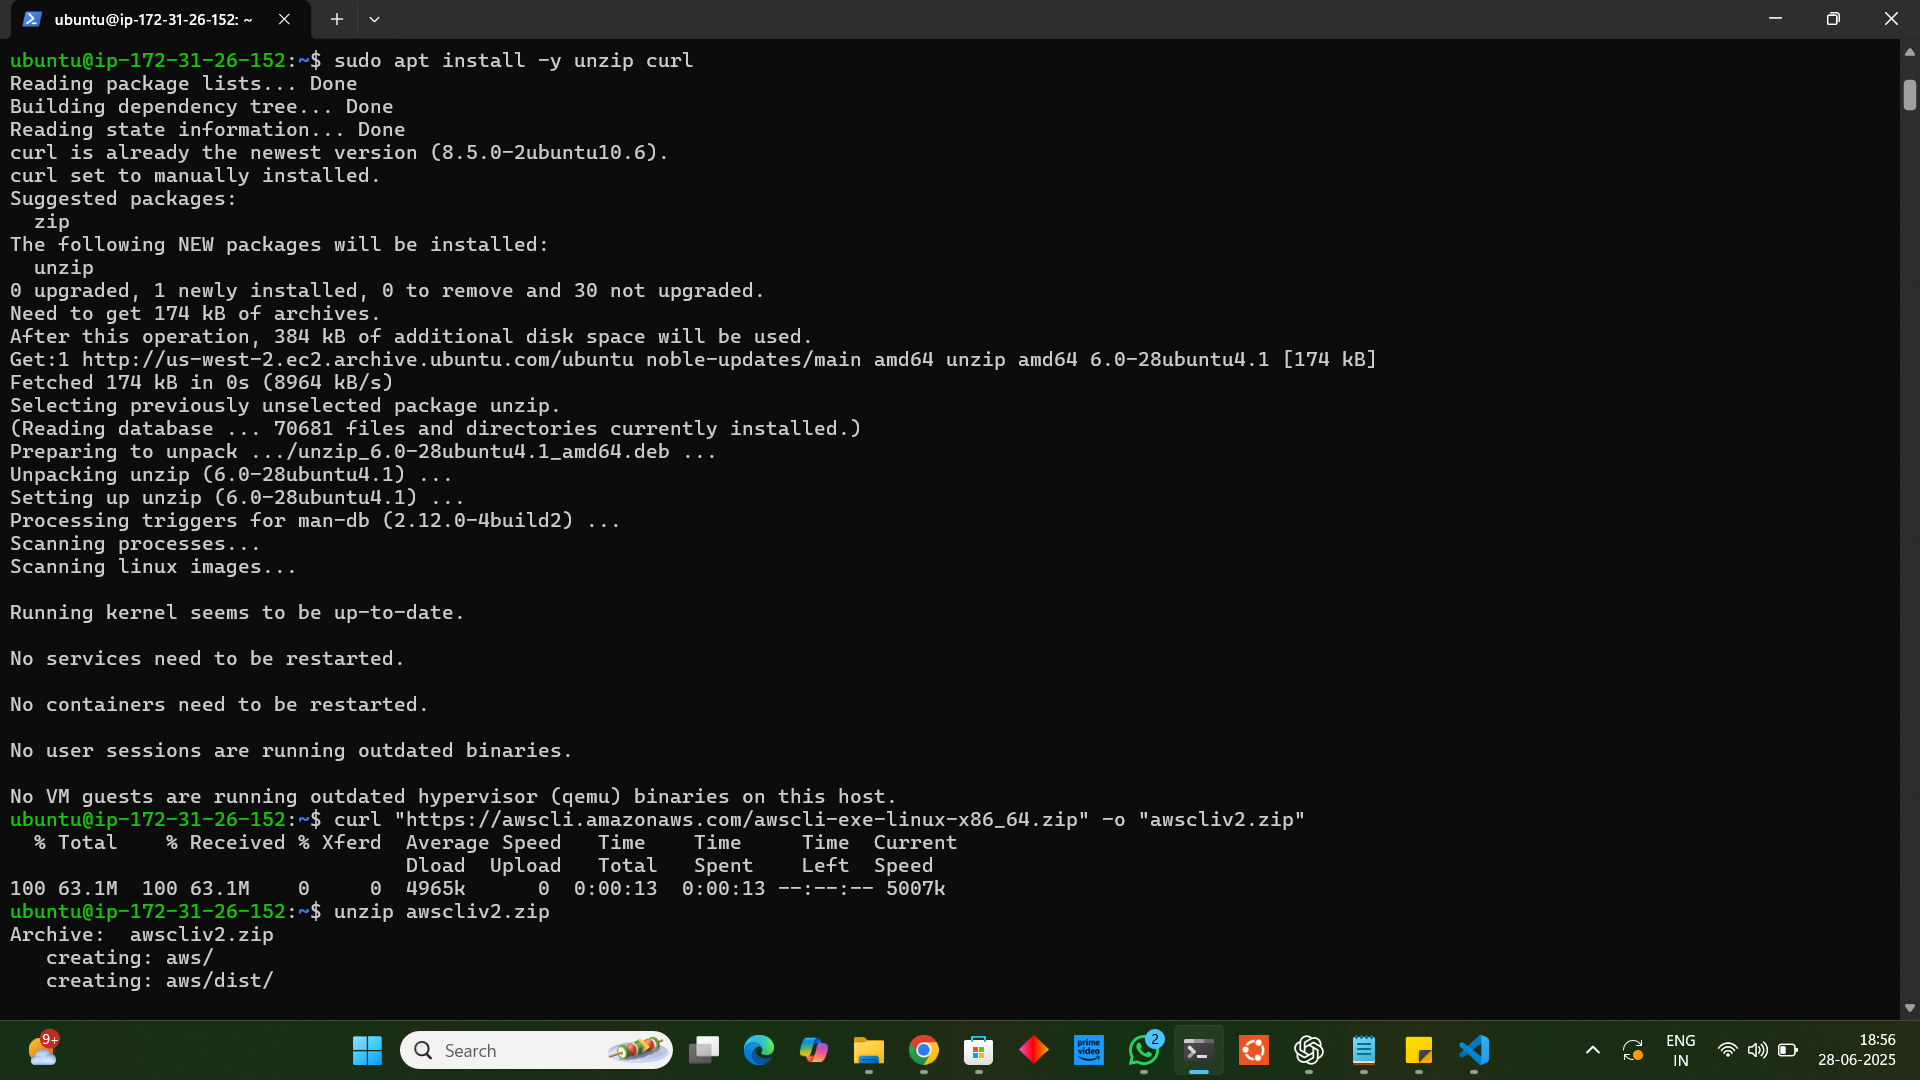 ubuntu@ip-172-31-26-152: ~
ubuntu@ip-172-31-26-152:~$ sudo apt install -y unzip curl
Reading package lists... Done
Building dependency tree... Done
Reading state information... Done
curl is already the newest version (8.5.0-2ubuntu10.6).
curl set to manually installed.
Suggested packages:
  zip
The following NEW packages will be installed:
  unzip
0 upgraded, 1 newly installed, 0 to remove and 30 not upgraded.
Need to get 174 kB of archives.
After this operation, 384 kB of additional disk space will be used.
Get:1 http://us-west-2.ec2.archive.ubuntu.com/ubuntu noble-updates/main amd64 unzip amd64 6.0-28ubuntu4.1 [174 kB]
Fetched 174 kB in 0s (8964 kB/s)
Selecting previously unselected package unzip.
(Reading database ... 70681 files and directories currently installed.)
Preparing to unpack .../unzip_6.0-28ubuntu4.1_amd64.deb ...
Unpacking unzip (6.0-28ubuntu4.1) ...
Setting up unzip (6.0-28ubuntu4.1) ...
Processing triggers for man-db (2.12.0-4build2) ...
Scanning processes...
Scanning linux images...
Running kernel seems to be up-to-date.
No services need to be restarted.
No containers need to be restarted.
No user sessions are running outdated binaries.
No VM guests are running outdated hypervisor (qemu) binaries on this host.
ubuntu@ip-172-31-26-152:~$ curl "https://awscli.amazonaws.com/awscli-exe-linux-x86_64.zip" -o "awscliv2.zip"
  % Total    % Received % Xferd  Average Speed   Time    Time     Time  Current
                                 Dload  Upload   Total   Spent    Left  Speed
100 63.1M  100 63.1M    0     0  4965k      0  0:00:13  0:00:13 --:--:-- 5007k
ubuntu@ip-172-31-26-152:~$ unzip awscliv2.zip
Archive:  awscliv2.zip
   creating: aws/
   creating: aws/dist/
9+
Search
prime video
2
ENG
IN
18:56
28-06-2025